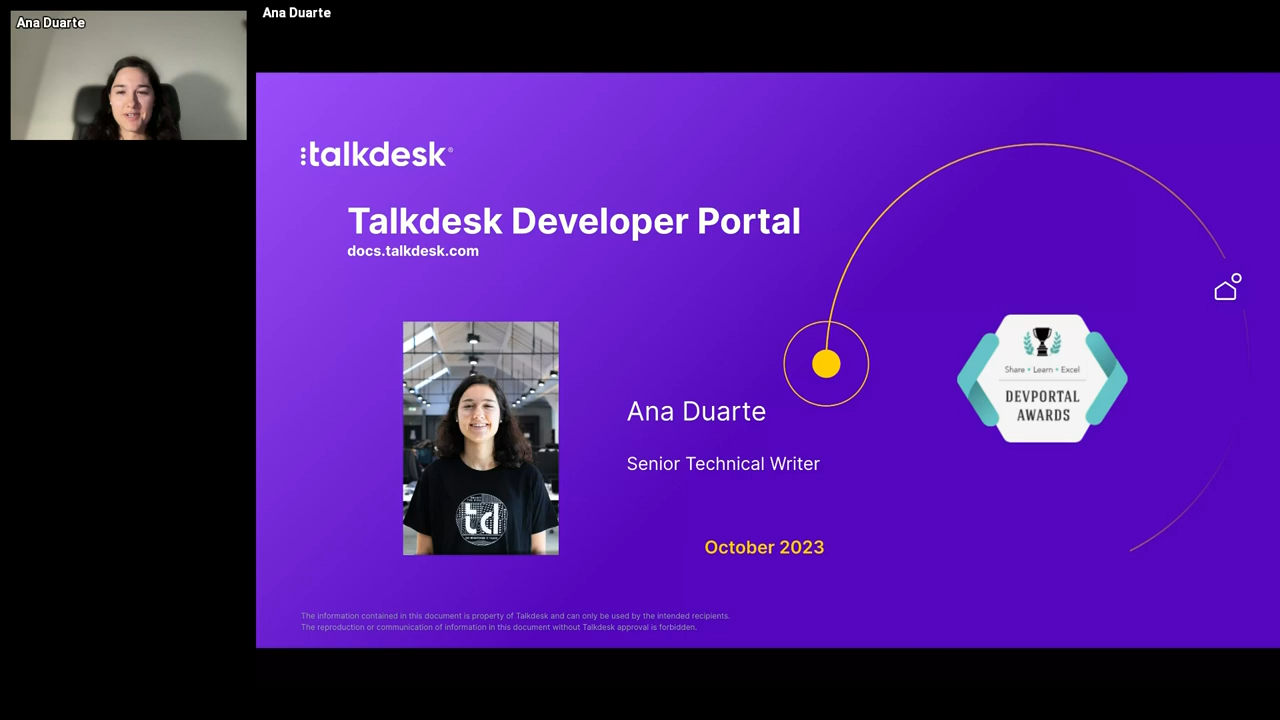 Ana Duarte
Ana Duarte
talkdesk®
Talkdesk Developer Portal
docs.talkdesk.com
td
Share • Learn • Excel
DEVPORTAL
AWARDS
Ana Duarte
Senior Technical Writer
October 2023
The information contained in this document is property of Talkdesk and can only be used by the intended recipients.
The reproduction or communication of information in this document without Talkdesk approval is forbidden.